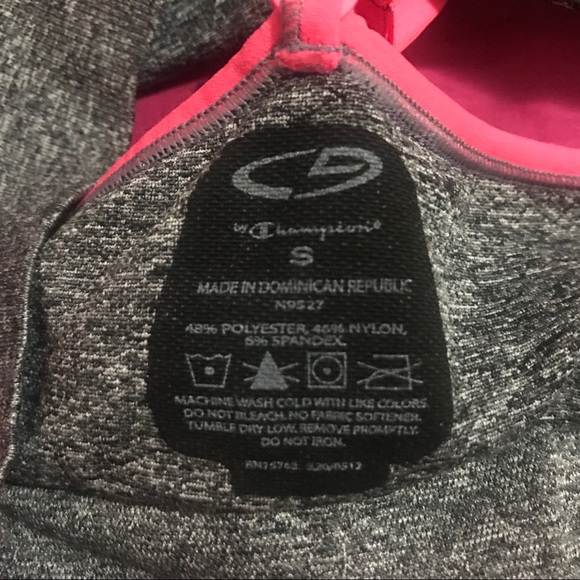 C9
by Champion®
S
MADE IN DOMINICAN REPUBLIC
N9527
48% POLYESTER, 46% NYLON,
6% SPANDEX.
MACHINE WASH COLD WITH LIKE COLORS.
DO NOT BLEACH. NO FABRIC SOFTENER.
TUMBLE DRY LOW. REMOVE PROMPTLY.
DO NOT IRON.
RN15763